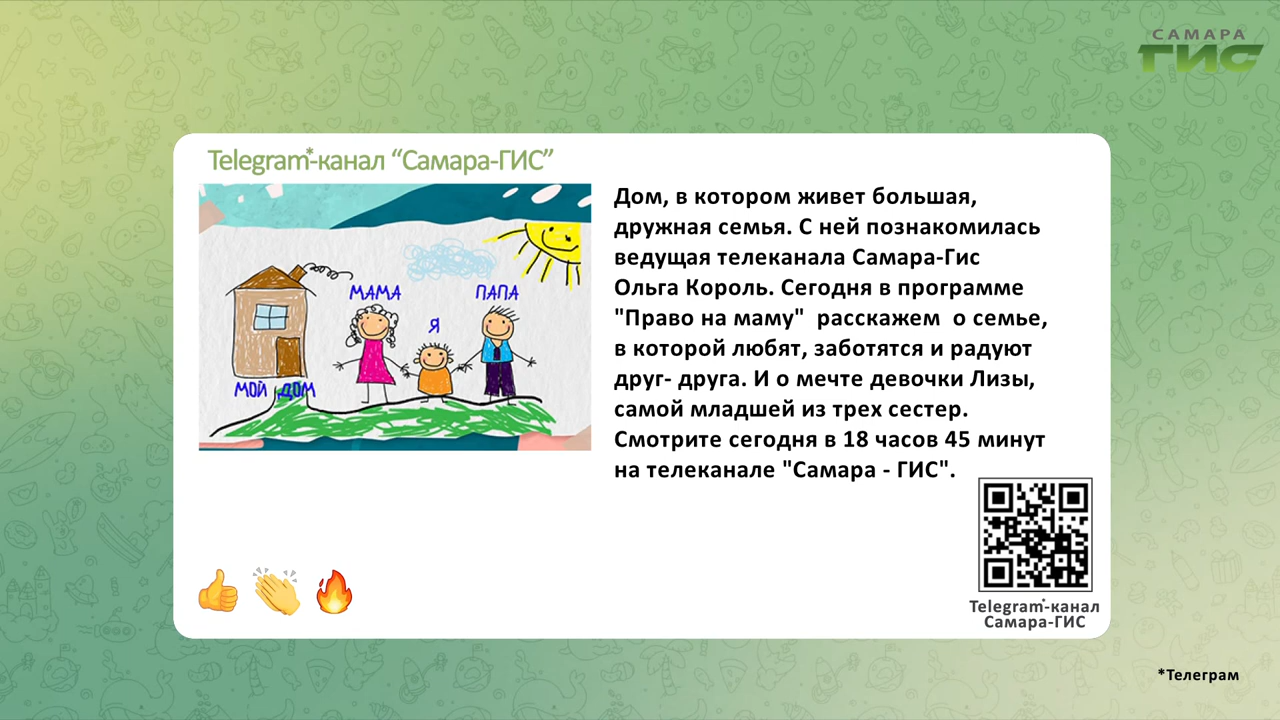 САМАРА
ГИС
Telegram*-канал “Самара-ГИС”
МАМА
ПАПА
Я
МОЙ ДОМ
Дом, в котором живет большая,
дружная семья. С ней познакомилась
ведущая телеканала Самара-Гис
Ольга Король. Сегодня в программе
"Право на маму"  расскажем  о семье,
в которой любят, заботятся и радуют
друг- друга. И о мечте девочки Лизы,
самой младшей из трех сестер.
Смотрите сегодня в 18 часов 45 минут
на телеканале "Самара - ГИС".
Telegram*-канал
Самара-ГИС
*Телеграм